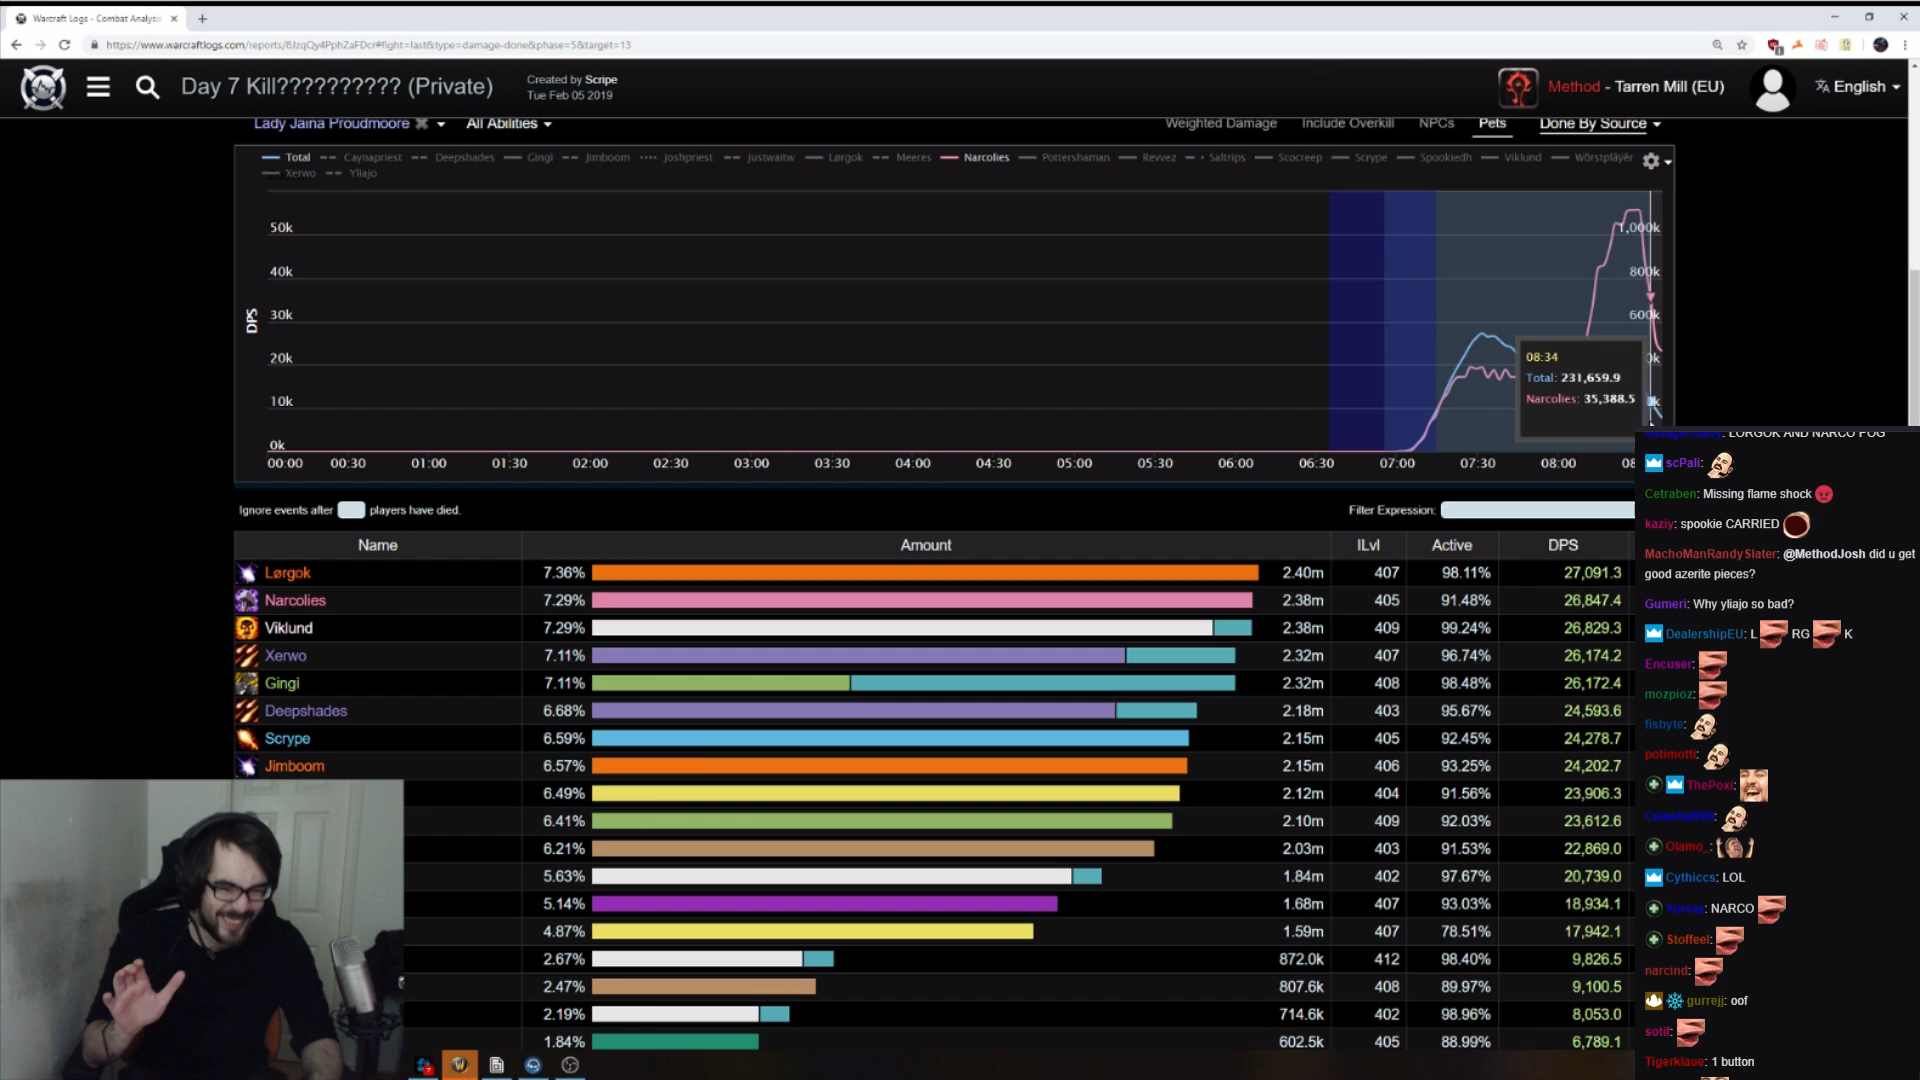 Warcraft Logs - Combat Analysis
https://www.warcraftlogs.com/reports/8JzqQy4PphZaFDcr#fight=last&type=damage-done&phase=5&target=13
Day 7 Kill?????????? (Private)
Created by Scripe
Tue Feb 05 2019
Method - Tarren Mill (EU)
English
Lady Jaina Proudmoore
All Abilities
Weighted Damage
Include Overkill
NPCs
Pets
Done By Source
Total Caynapriest Deepshades Gingi Jimboom Joshpriest Justwaitw Lørgok Meeres Narcolies Pottershaman Revvez Saltrips Scocreep Scrype Spookiedh Viklund Wörstpläyër
Xerwo Yliajo
DPS
50k
40k
30k
20k
10k
0k
1,000k
800k
600k
08:34
Total: 231,659.9
Narcolies: 35,388.5
00:00 00:30 01:00 01:30 02:00 02:30 03:00 03:30 04:00 04:30 05:00 05:30 06:00 06:30 07:00 07:30 08:00 08
Ignore events after players have died.
Filter Expression:
Name Amount ILvl Active DPS
Lørgok 7.36% 2.40m 407 98.11% 27,091.3
Narcolies 7.29% 2.38m 405 91.48% 26,847.4
Viklund 7.29% 2.38m 409 99.24% 26,829.3
Xerwo 7.11% 2.32m 407 96.74% 26,174.2
Gingi 7.11% 2.32m 408 98.48% 26,172.4
Deepshades 6.68% 2.18m 403 95.67% 24,593.6
Scrype 6.59% 2.15m 405 92.45% 24,278.7
Jimboom 6.57% 2.15m 406 93.25% 24,202.7
6.49% 2.12m 404 91.56% 23,906.3
6.41% 2.10m 409 92.03% 23,612.6
6.21% 2.03m 403 91.53% 22,869.0
5.63% 1.84m 402 97.67% 20,739.0
5.14% 1.68m 407 93.03% 18,934.1
4.87% 1.59m 407 78.51% 17,942.1
2.67% 872.0k 412 98.40% 9,826.5
2.47% 807.6k 408 89.97% 9,100.5
2.19% 714.6k 402 98.96% 8,053.0
1.84% 602.5k 405 88.99% 6,789.1
LORGOK AND NARCO POG
scPali:
Cetraben: Missing flame shock
kaziy: spookie CARRIED
MachoManRandySlater: @MethodJosh did u get
good azerite pieces?
Gumeri: Why yliajo so bad?
DealershipEU: L RG K
Encuser:
mozpioz:
fisbyte:
potimotti:
ThePoxi:
Olamo_:
Cythiccs: LOL
NARCO
Stoffeel:
narcind:
gurrejj: oof
sotif:
Tigerklaue: 1 button